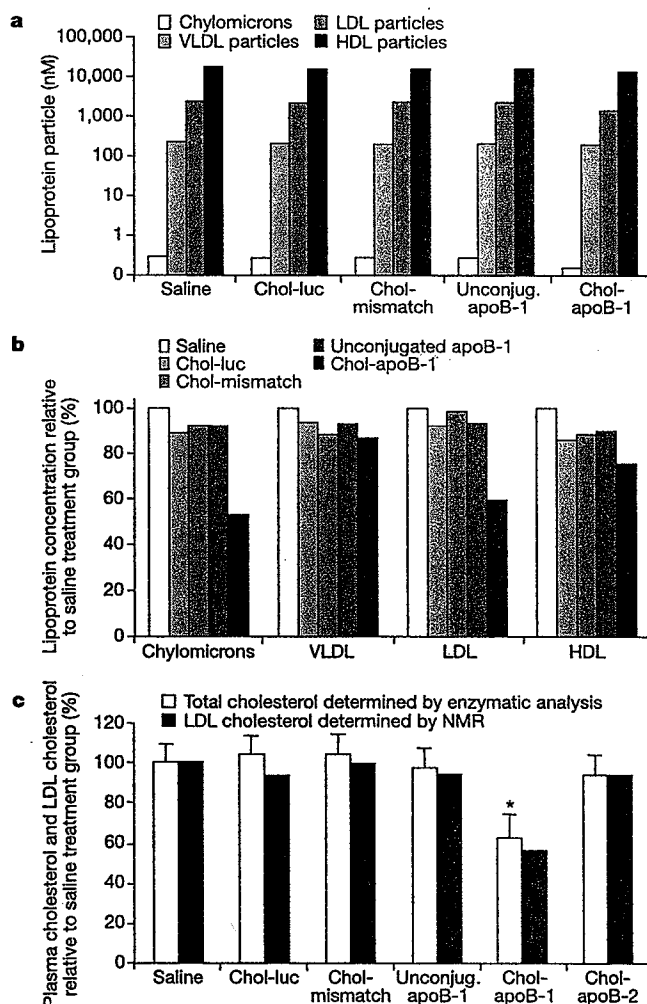 a
Chylomicrons LDL particles
VLDL particles HDL particles
Lipoprotein particle (nM)
100,000
10,000
1,000
100
10
1
0
Saline Chol-luc Chol-mismatch Unconjug. apoB-1 Chol-apoB-1
b
Saline Unconjugated apoB-1
Chol-luc Chol-apoB-1
Chol-mismatch
Lipoprotein concentration relative
to saline treatment group (%)
100
80
60
40
20
0
Chylomicrons VLDL LDL HDL
c
Total cholesterol determined by enzymatic analysis
LDL cholesterol determined by NMR
Plasma cholesterol and LDL cholesterol
relative to saline treatment group (%)
120
100
80
60
40
20
0
*
Saline Chol-luc Chol-mismatch Unconjug. apoB-1 Chol-apoB-1 Chol-apoB-2